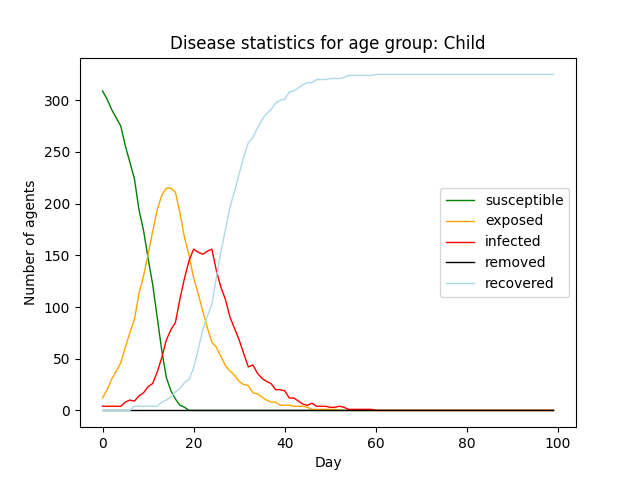 Disease statistics for age group: Child
Number of agents
300
250
200
150
100
50
0
susceptible
exposed
infected
removed
recovered
0 20 40 60 80 100
Day